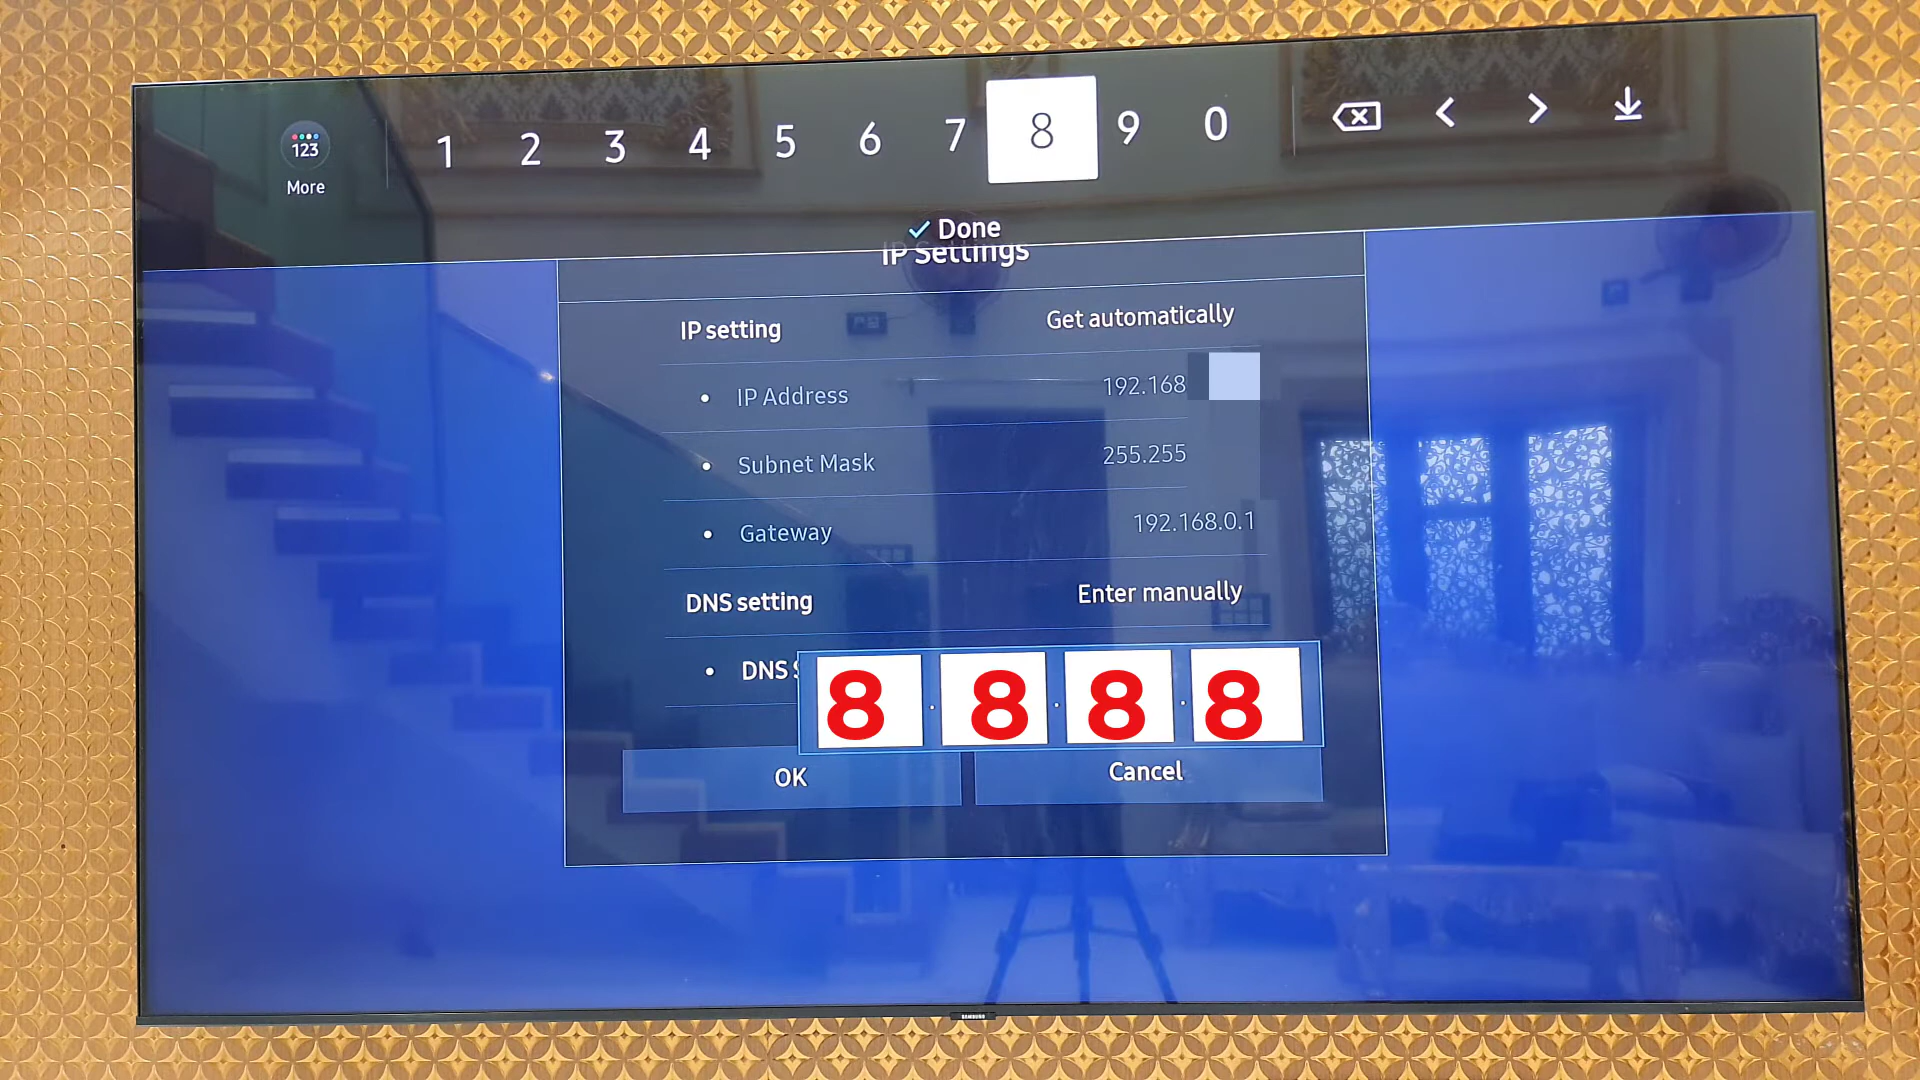 123
More
1 2 3 4 5 6 7 8 9 0
Done
IP Settings
IP setting Get automatically
• IP Address 192.168
• Subnet Mask 255.255
• Gateway 192.168.0.1
DNS setting Enter manually
• DNS
8 . 8 . 8 . 8
OK Cancel
SAMSUNG